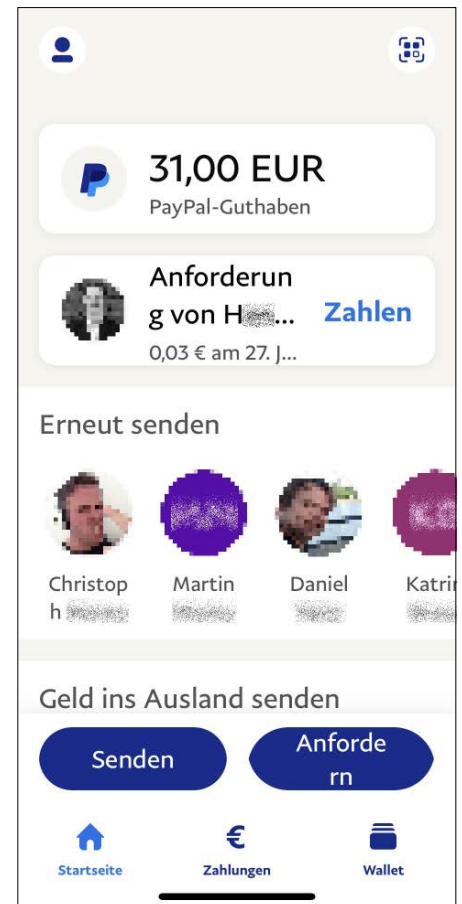 31,00 EUR
PayPal-Guthaben
Anforderun
g von H...
Zahlen
0,03 € am 27. J...
Erneut senden
Christop
h
Martin
Daniel
Katrin
Geld ins Ausland senden
Senden
Anforde
rn
Startseite
€
Zahlungen
Wallet